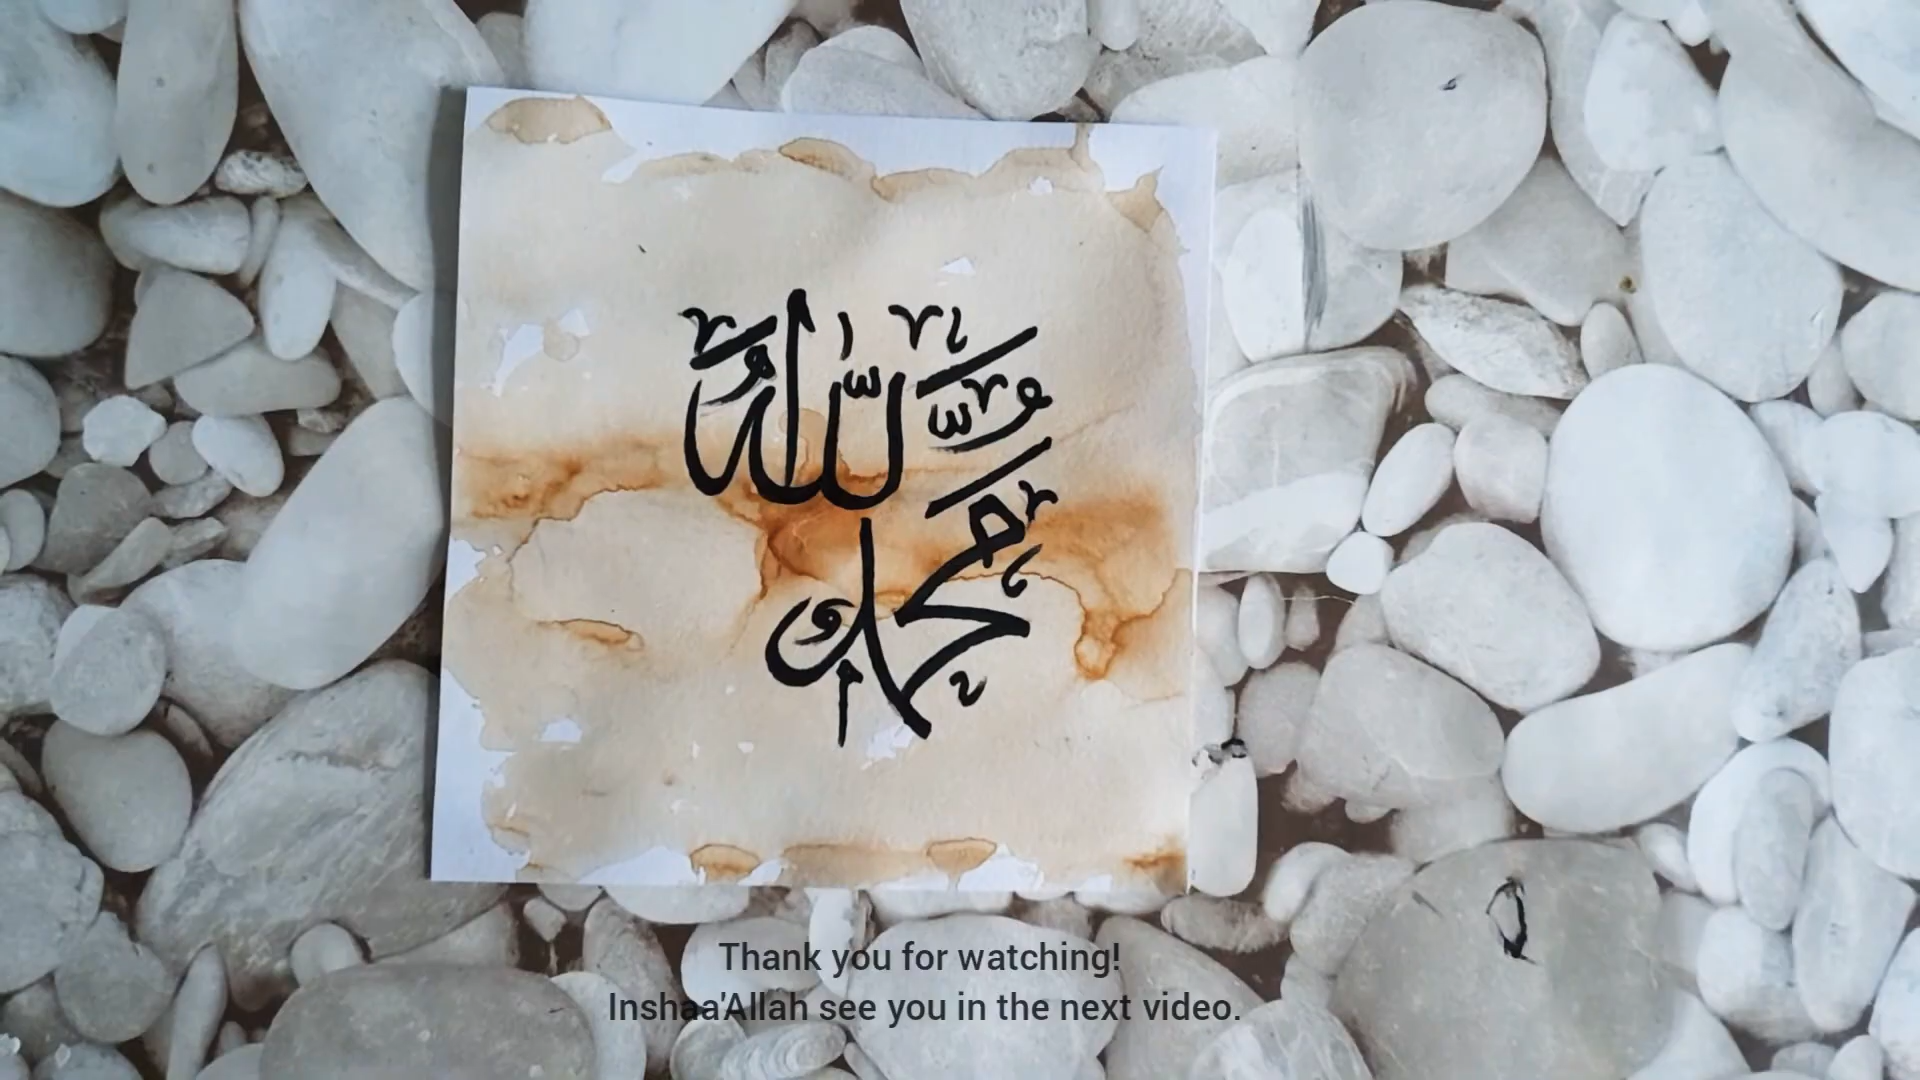 الله
محمد
Thank you for watching!
Inshaa'Allah see you in the next video.